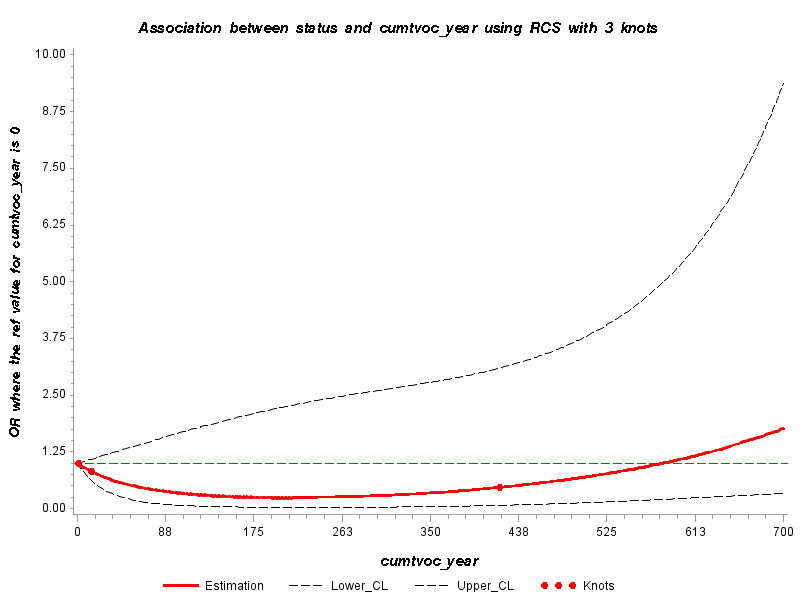 Association between status and cumtvoc_year using RCS with 3 knots
OR where the ref value for cumtvoc_year is 0
10.00
8.75
7.50
6.25
5.00
3.75
2.50
1.25
0.00
0 88 175 263 350 438 525 613 700
cumtvoc_year
Estimation Lower_CL Upper_CL Knots